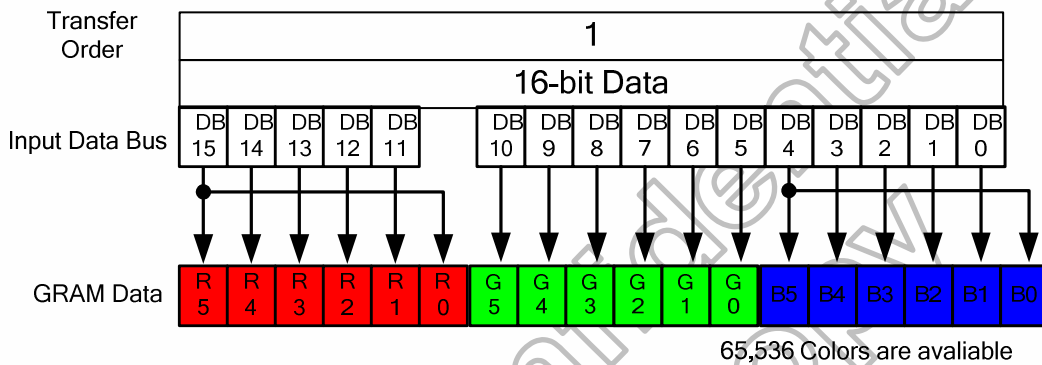 Transfer
Order
1
16-bit Data
Input Data Bus
DB 15 DB 14 DB 13 DB 12 DB 11 DB 10 DB 9 DB 8 DB 7 DB 6 DB 5 DB 4 DB 3 DB 2 DB 1 DB 0
GRAM Data
R 5 R 4 R 3 R 2 R 1 R 0 G 5 G 4 G 3 G 2 G 1 G 0 B5 B4 B3 B2 B1 B0
65,536 Colors are avaliable